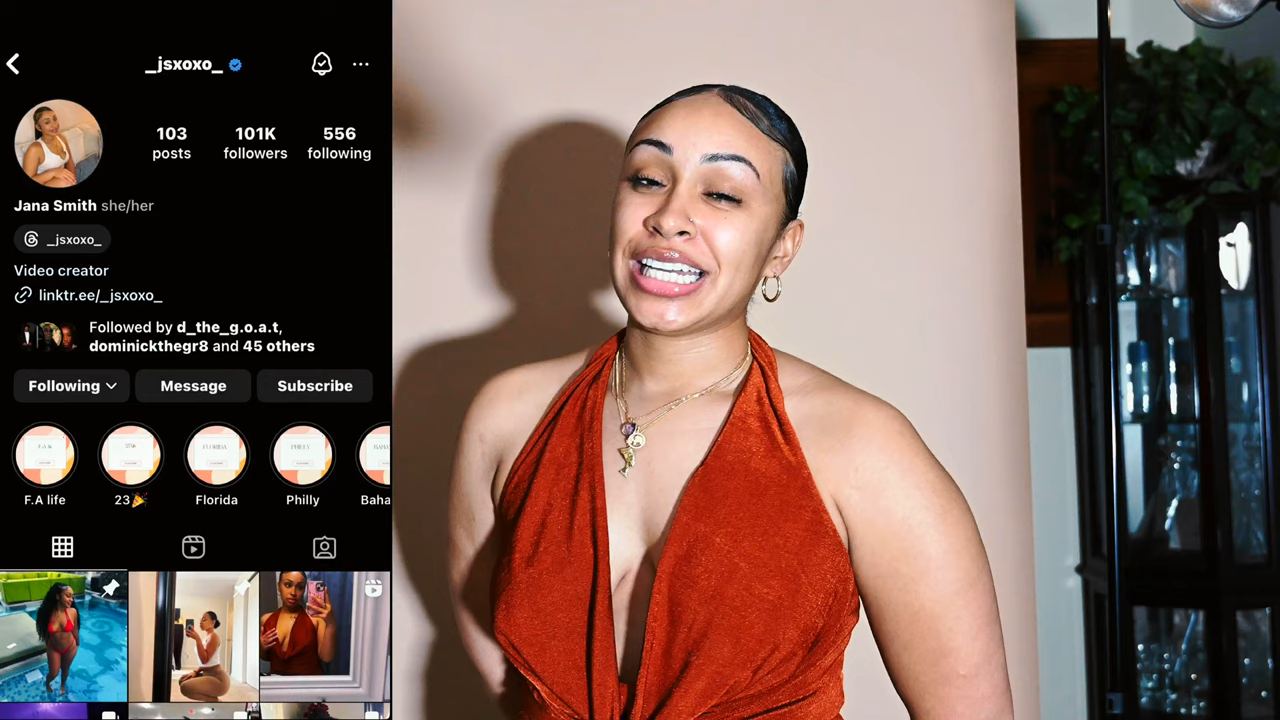 _jsxoxo_
103 101K 556
posts followers following
Jana Smith she/her
_jsxoxo_
Video creator
linktr.ee/_jsxoxo_
Followed by d_the_g.o.a.t,
dominickthegr8 and 45 others
Following Message Subscribe
F.A life 23🎉 Florida Philly Baha